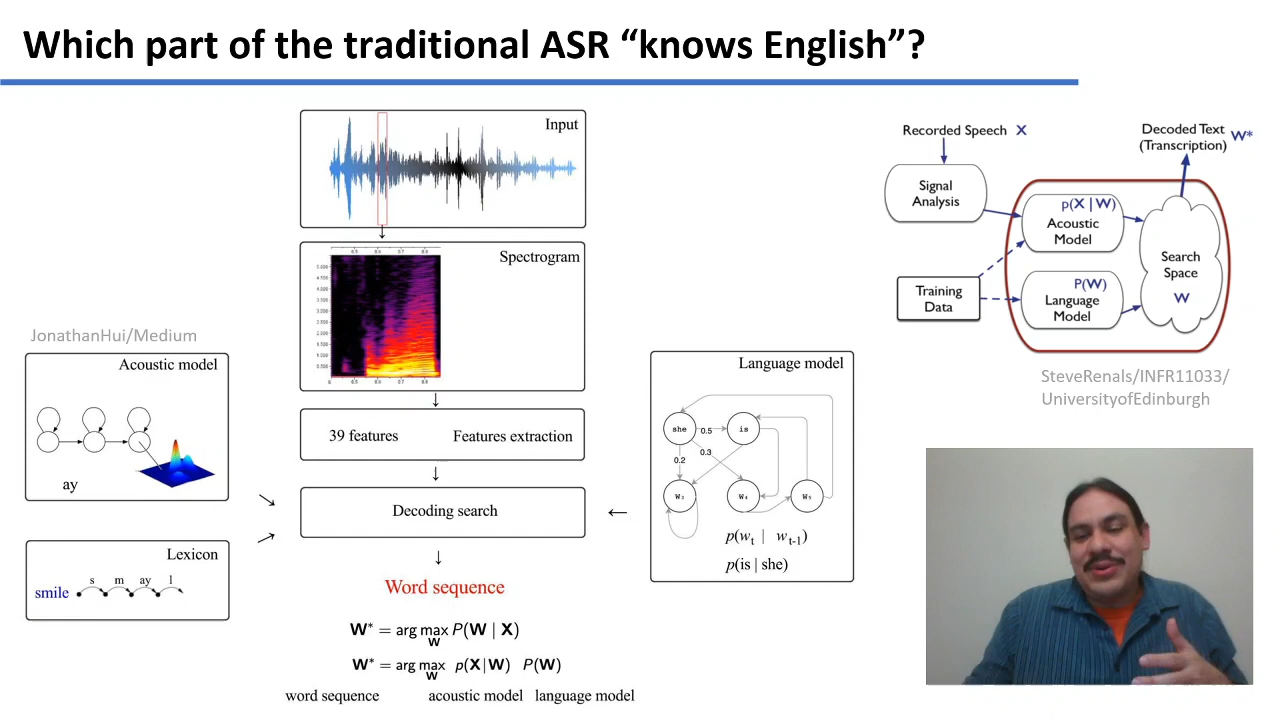 Which part of the traditional ASR “knows English”?
Input
Spectrogram
39 features
Features extraction
Decoding search
Word sequence
W* = arg max P(W | X)
W
W* = arg max p(X|W) P(W)
W
word sequence
acoustic model
language model
JonathanHui/Medium
Acoustic model
ay
Lexicon
smile
s
m
ay
l
Language model
she
0.5
is
0.2
0.3
W₃
W₄
W₅
p(wt | wt-1)
p(is | she)
Recorded Speech X
Decoded Text
(Transcription)
W*
Signal
Analysis
p(X | W)
Acoustic
Model
Training
Data
P(W)
Language
Model
Search
Space
W
SteveRenals/INFR11033/
UniversityofEdinburgh